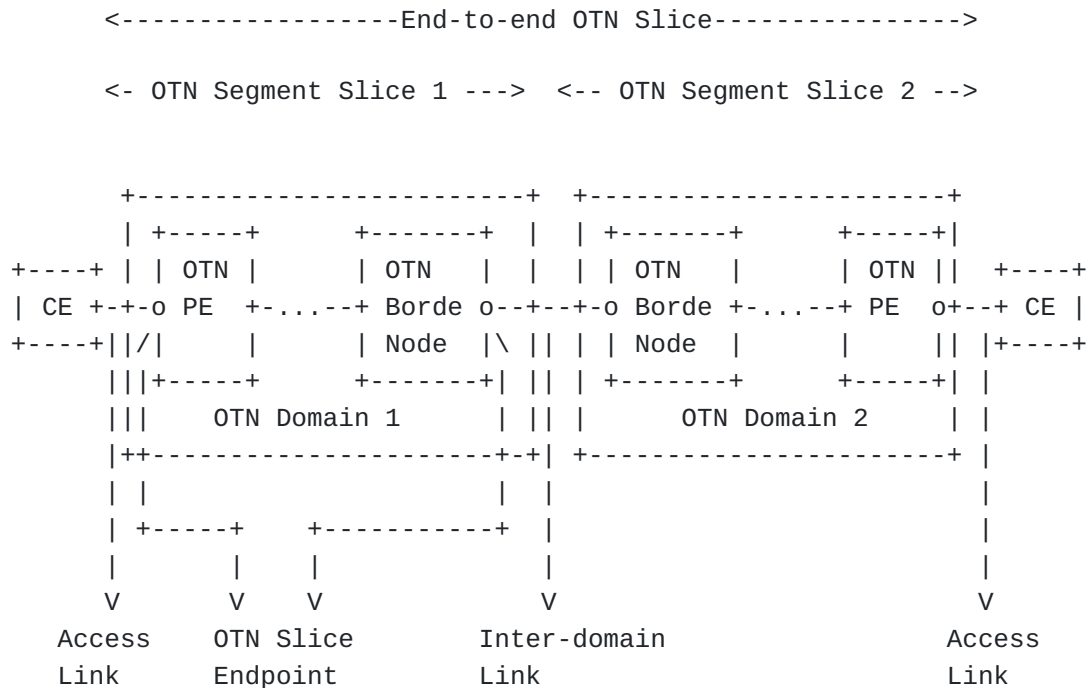 <------------------End-to-end OTN Slice---------------->
<- OTN Segment Slice 1 --->  <-- OTN Segment Slice 2 -->
OTN OTN OTN OTN
CE PE Borde Borde PE CE
Node Node
OTN Domain 1 OTN Domain 2
V V V V V
Access OTN Slice Inter-domain Access
Link Endpoint Link Link